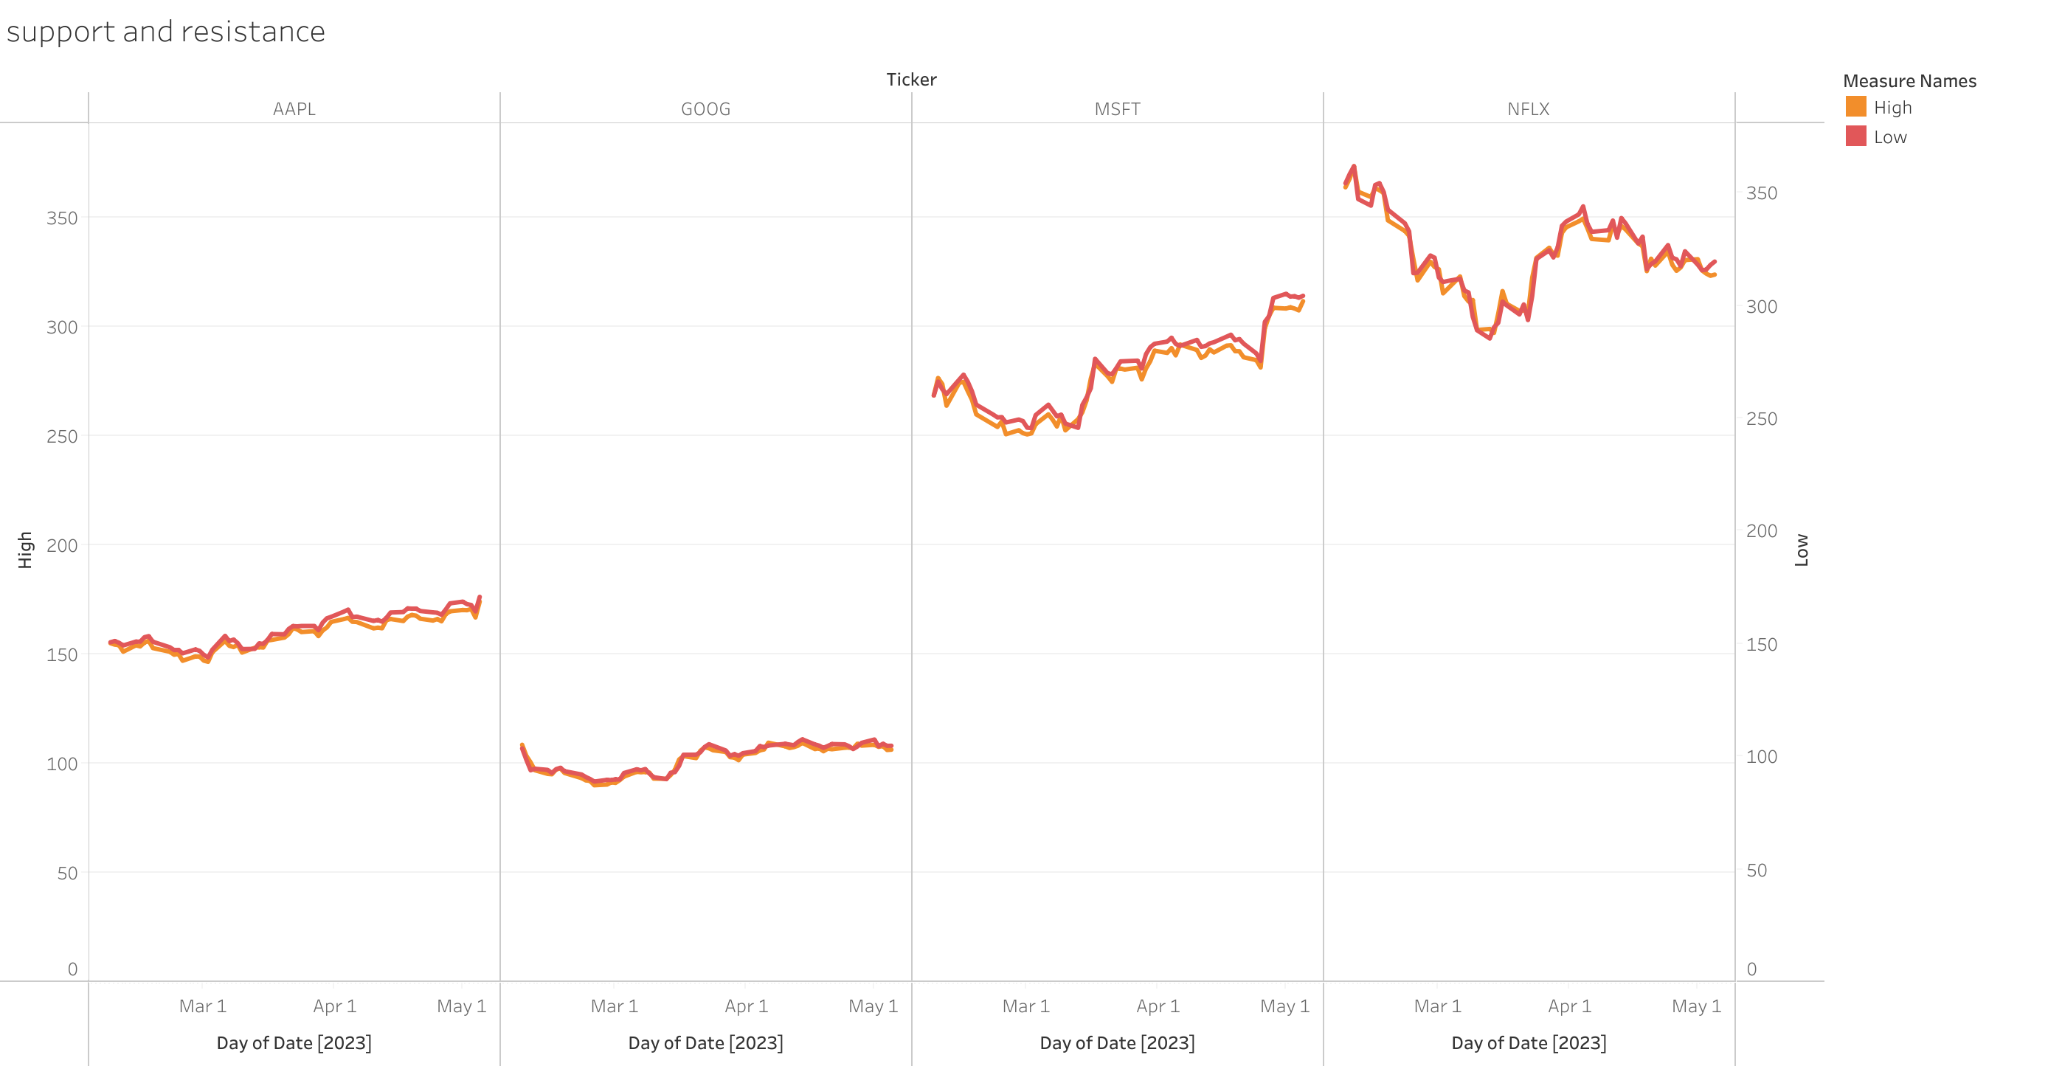 support and resistance
Ticker
Measure Names
AAPL GOOG MSFT NFLX
High
Low
350 350
300 300
250 250
200 200
150 150
100 100
50 50
0 0
High
Low
Mar 1 Apr 1 May 1 Mar 1 Apr 1 May 1 Mar 1 Apr 1 May 1 Mar 1 Apr 1 May 1
Day of Date [2023] Day of Date [2023] Day of Date [2023] Day of Date [2023]